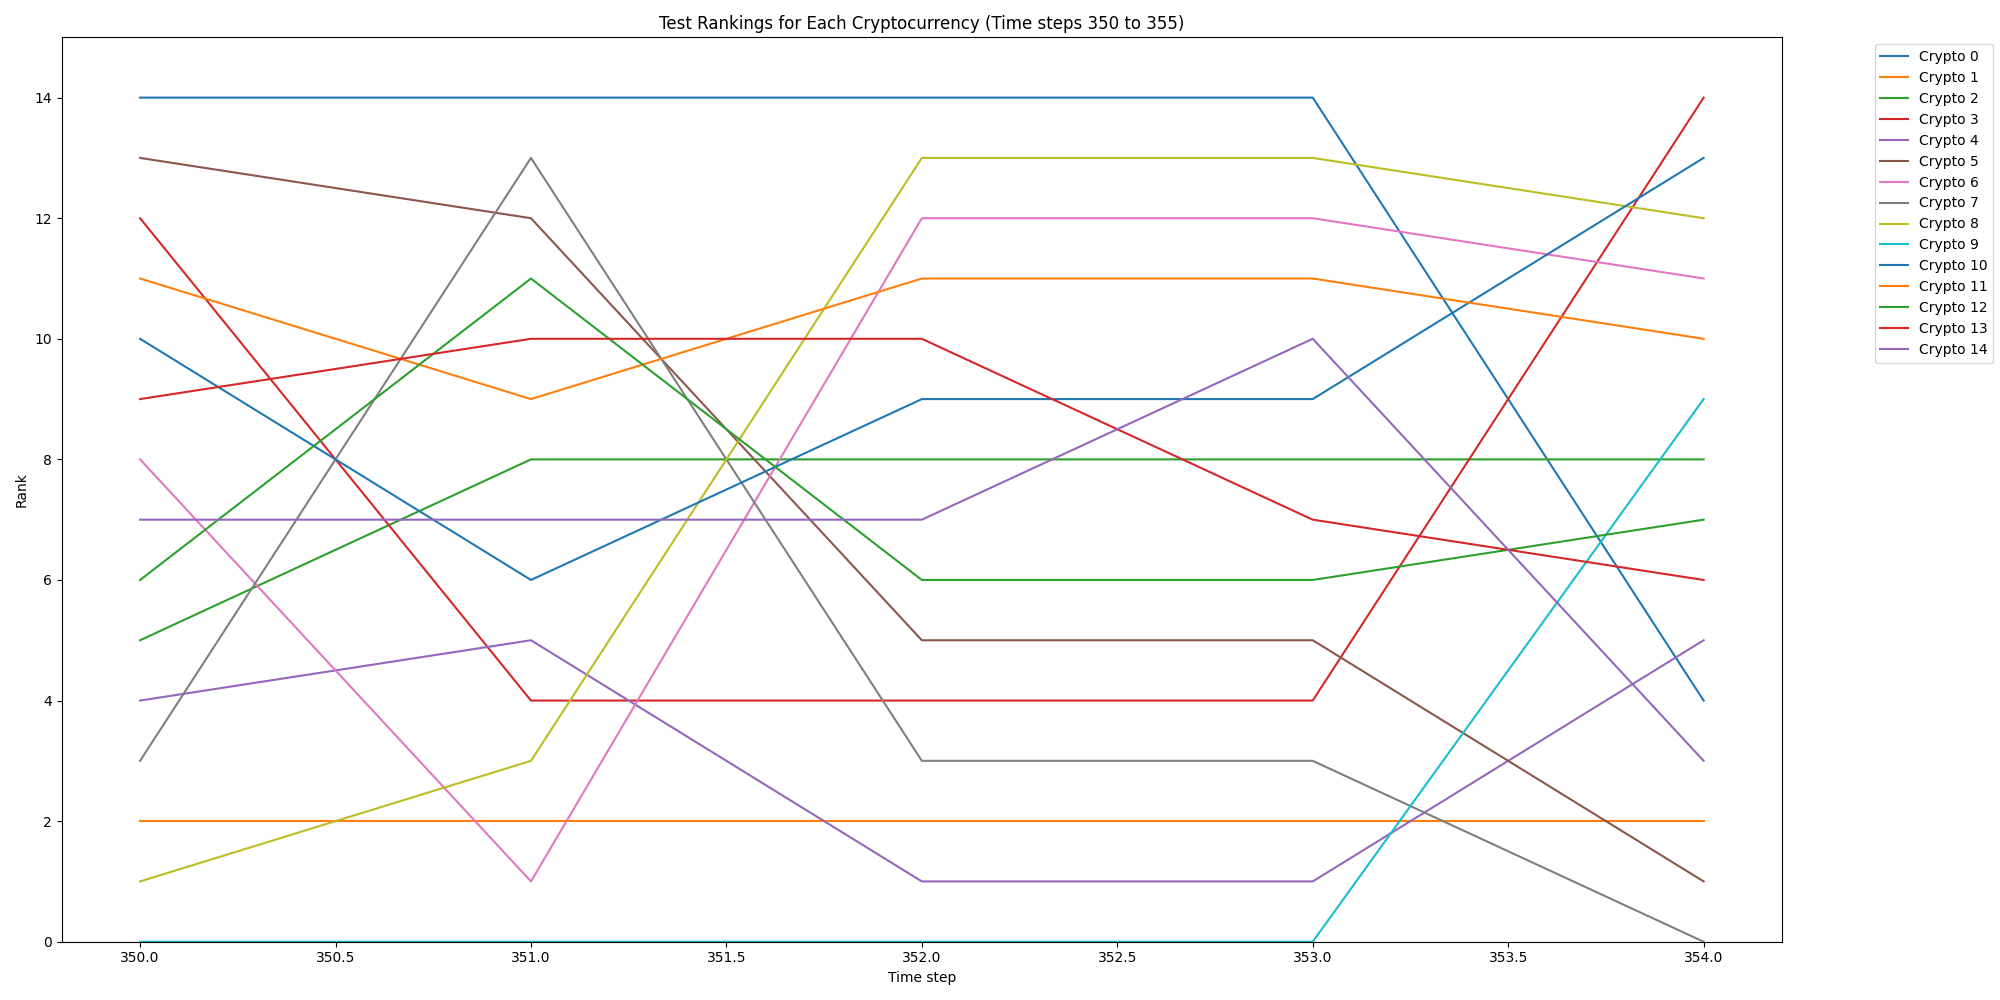 Test Rankings for Each Cryptocurrency (Time steps 350 to 355)
Rank
14
12
10
8
6
4
2
0
350.0 350.5 351.0 351.5 352.0 352.5 353.0 353.5 354.0
Time step
Crypto 0
Crypto 1
Crypto 2
Crypto 3
Crypto 4
Crypto 5
Crypto 6
Crypto 7
Crypto 8
Crypto 9
Crypto 10
Crypto 11
Crypto 12
Crypto 13
Crypto 14